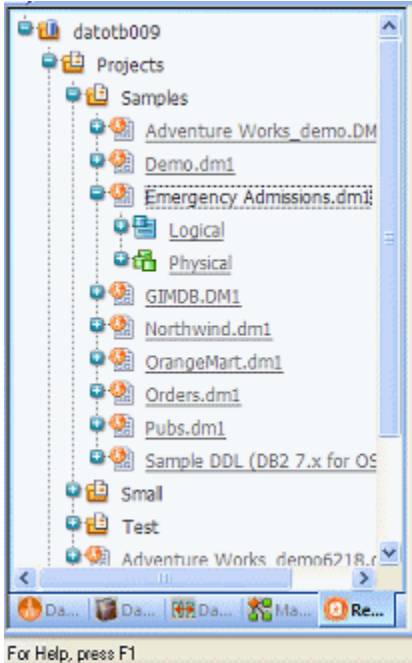 datotb009
Projects
Samples
Adventure Works_demo.DM
Demo.dm1
Emergency Admissions.dm1
Logical
Physical
GIMDB.DM1
Northwind.dm1
OrangeMart.dm1
Orders.dm1
Pubs.dm1
Sample DDL (DB2 7.x for OS
Small
Test
Adventure Works_demo6218.d
Da... Da... Da... Ma... Re...
For Help, press F1